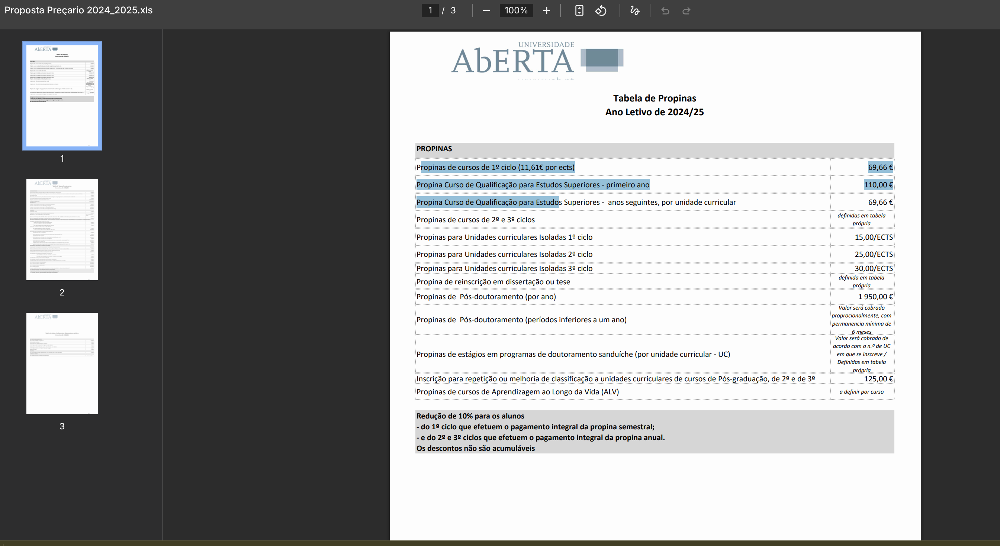 Proposta Preçario 2024_2025.xls
1 / 3
100%
1
2
3
UNIVERSIDADE
AbERTA
Tabela de Propinas
Ano Letivo de 2024/25
PROPINAS
Propinas de cursos de 1º ciclo (11,61€ por ects) 69,66 €
Propina Curso de Qualificação para Estudos Superiores - primeiro ano 110,00 €
Propina Curso de Qualificação para Estudos Superiores - anos seguintes, por unidade curricular 69,66 €
Propinas de cursos de 2º e 3º ciclos
definidas em tabela
própria
Propinas para Unidades curriculares Isoladas 1º ciclo 15,00/ECTS
Propinas para Unidades curriculares Isoladas 2º ciclo 25,00/ECTS
Propinas para Unidades curriculares Isoladas 3º ciclo 30,00/ECTS
Propina de reinscrição em dissertação ou tese
definida em tabela
própria
Propinas de Pós-doutoramento (por ano) 1 950,00 €
Propinas de Pós-doutoramento (períodos inferiores a um ano)
Valor será cobrado
proprocionalmente, com
permanencia mínima de
6 meses
Propinas de estágios em programas de doutoramento sanduíche (por unidade curricular - UC)
Valor será cobrado de
acordo com o n.º de UC
em que se inscreve /
Definidas em tabela
própria
Inscrição para repetição ou melhoria de classificação a unidades curriculares de cursos de Pós-graduação, de 2º e de 3º 125,00 €
Propinas de cursos de Aprendizagem ao Longo da Vida (ALV) a definir por curso
Redução de 10% para os alunos
- do 1º ciclo que efetuem o pagamento integral da propina semestral;
- e do 2º e 3º ciclos que efetuem o pagamento integral da propina anual.
Os descontos não são acumuláveis